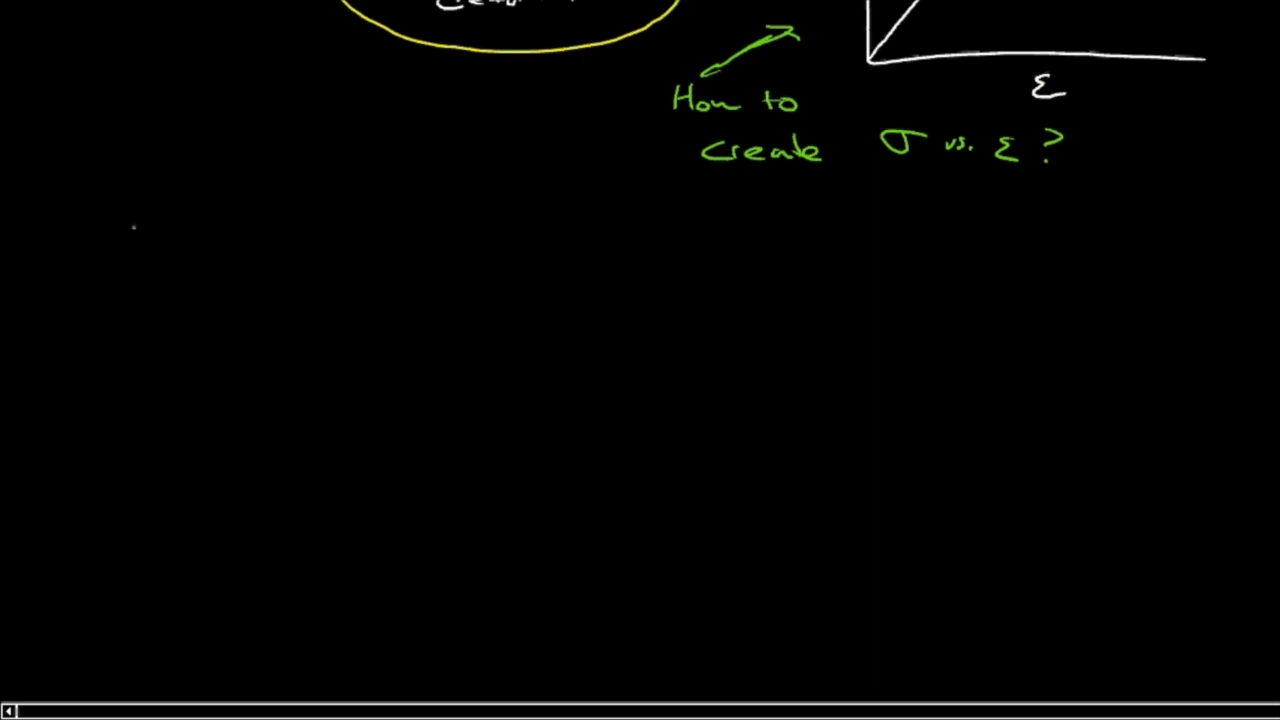 ε
How to
create σ vs. ε ?